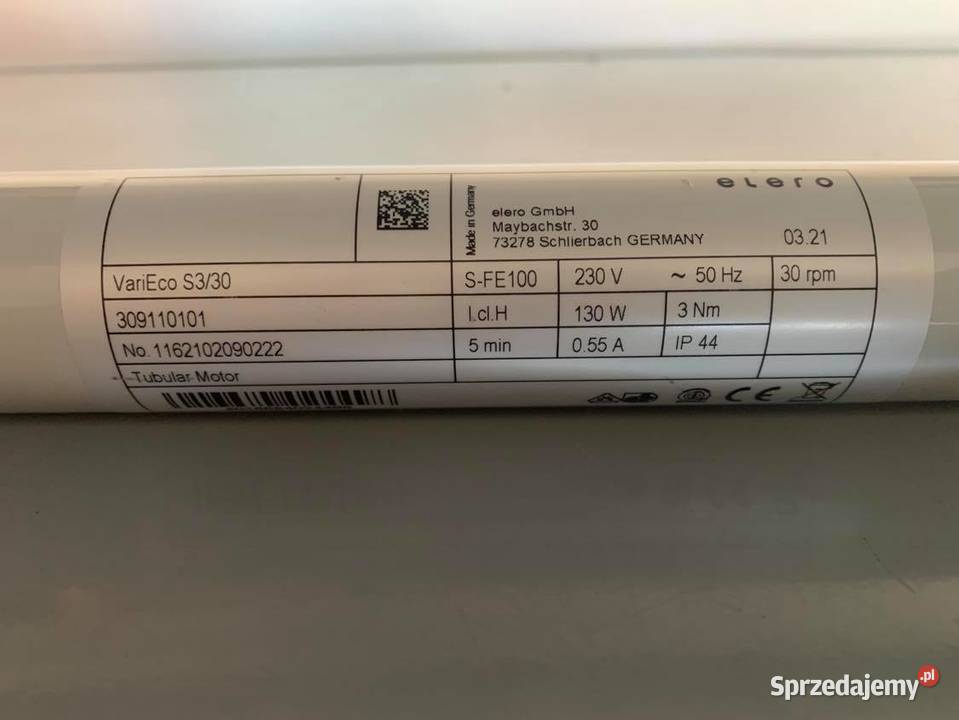 elero
Made in Germany
elero GmbH
Maybachstr. 30
73278 Schlierbach GERMANY
03.21
VariEco S3/30
S-FE100
230 V
~ 50 Hz
30 rpm
309110101
I.cl.H
130 W
3 Nm
No. 1162102090222
5 min
0.55 A
IP 44
Tubular Motor
CE
Sprzedajemy.pl